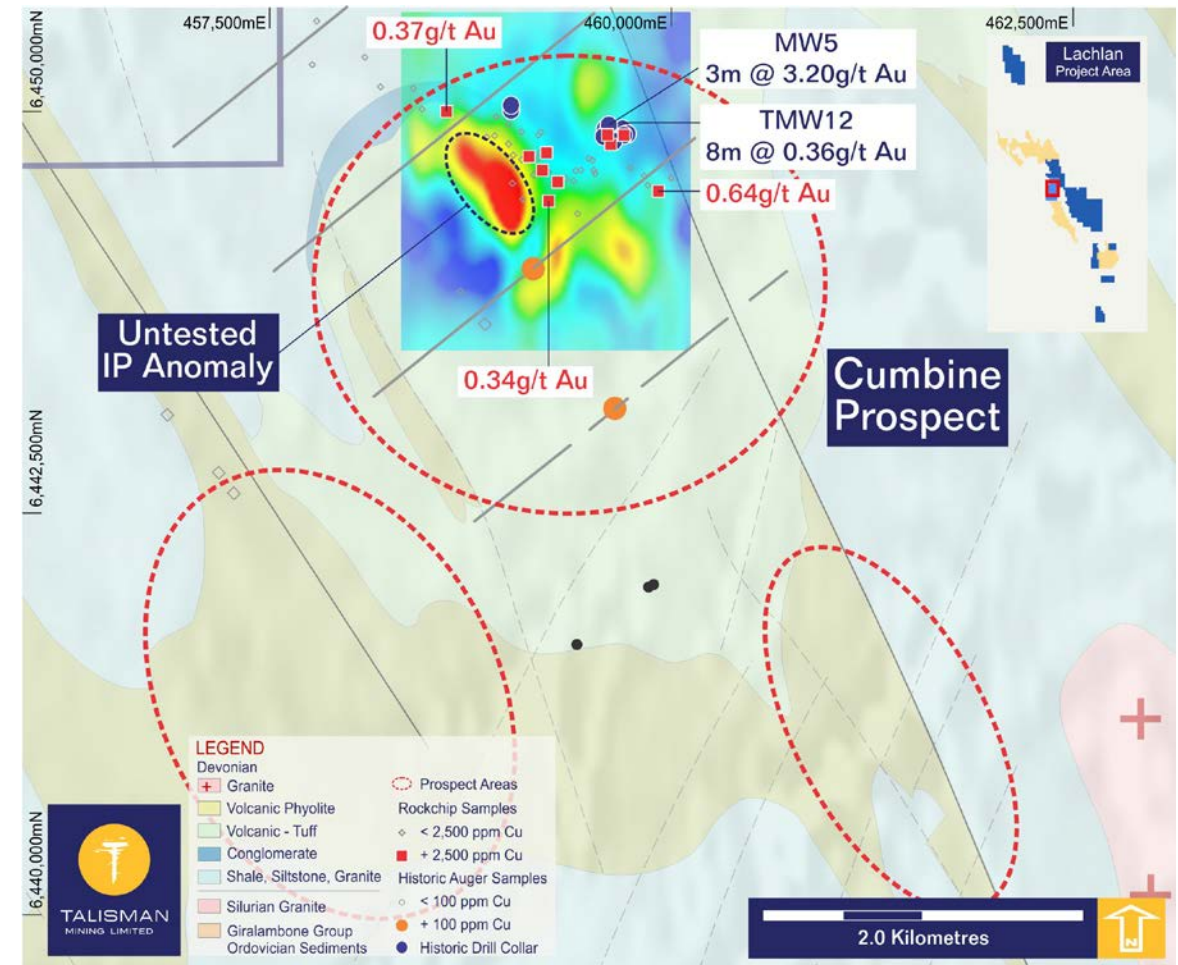 457,500mE
460,000mE
462,500mE
6,450,000mN
6,442,500mN
6,440,000mN
0.37g/t Au
MW5
3m @ 3.20g/t Au
TMW12
8m @ 0.36g/t Au
0.64g/t Au
Lachlan
Project Area
Untested
IP Anomaly
0.34g/t Au
Cumbine
Prospect
LEGEND
Devonian
Granite
Volcanic Phyolite
Volcanic - Tuff
Conglomerate
Shale, Siltstone, Granite
Silurian Granite
Giralambone Group
Ordovician Sediments
Prospect Areas
Rockchip Samples
< 2,500 ppm Cu
+ 2,500 ppm Cu
Historic Auger Samples
< 100 ppm Cu
+ 100 ppm Cu
Historic Drill Collar
TALISMAN
MINING LIMITED
2.0 Kilometres
N